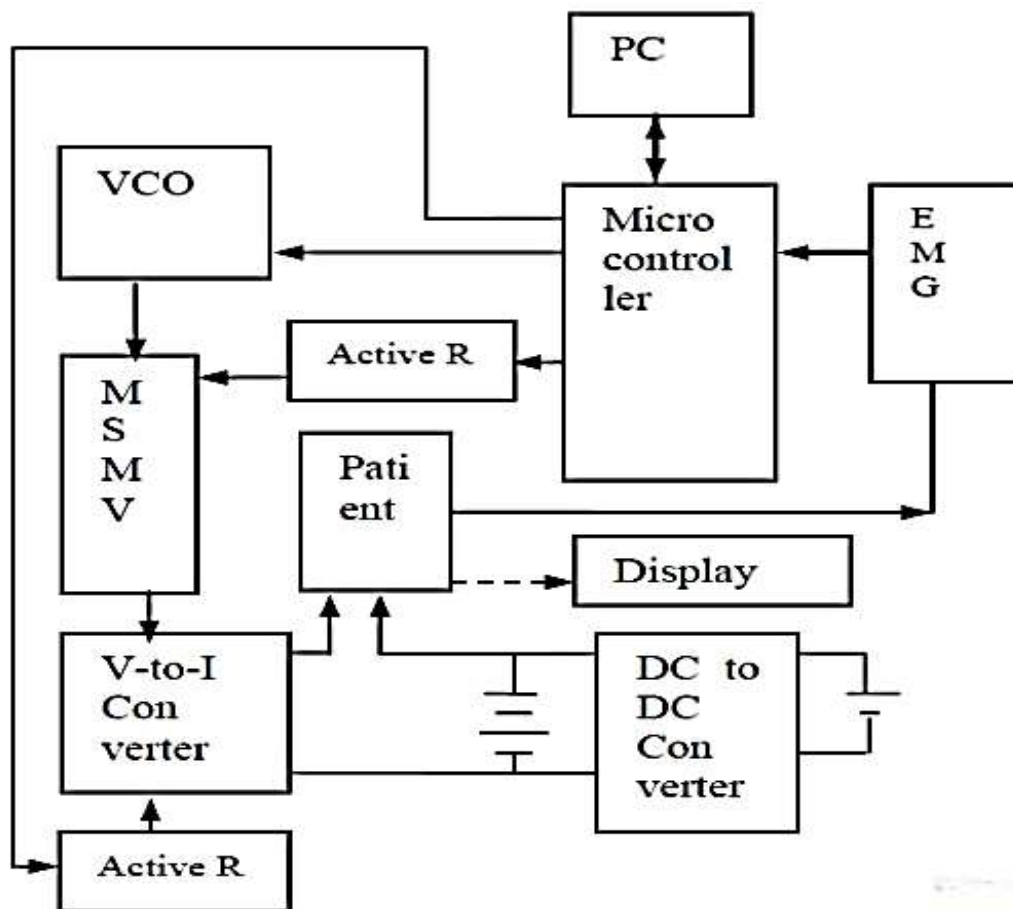 PC
VCO
Micro
control
ler
E
M
G
Active R
M
S
M
V
Pati
ent
Display
V-to-I
Con
verter
DC to
DC
Con
verter
Active R